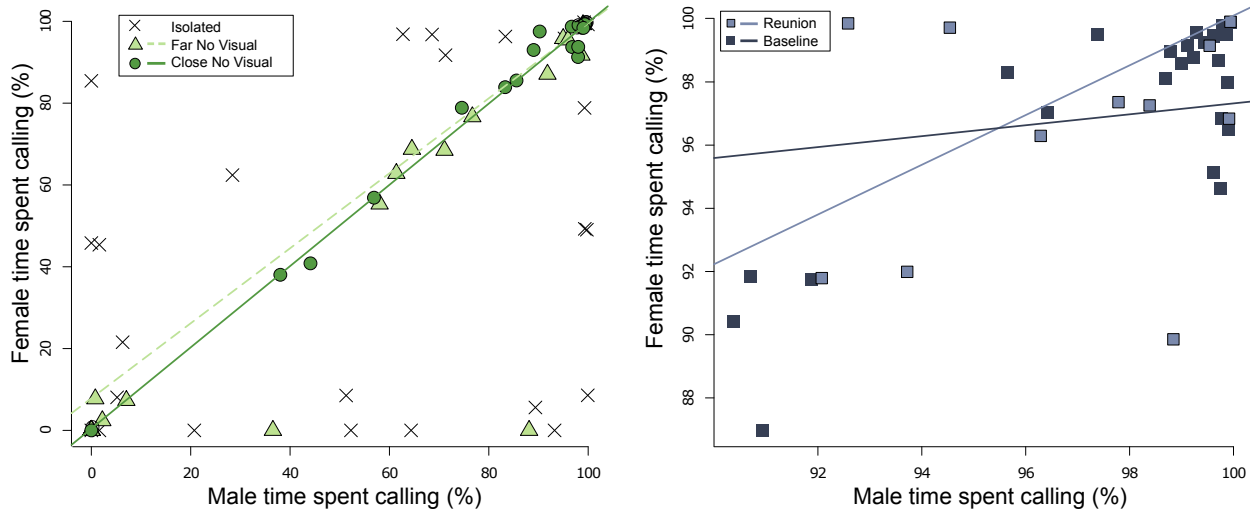 Isolated
Far No Visual
Close No Visual
Female time spent calling (%)
100
80
60
40
20
0
0
20
40
60
80
100
Male time spent calling (%)
Reunion
Baseline
Female time spent calling (%)
100
98
96
94
92
90
88
92
94
96
98
100
Male time spent calling (%)